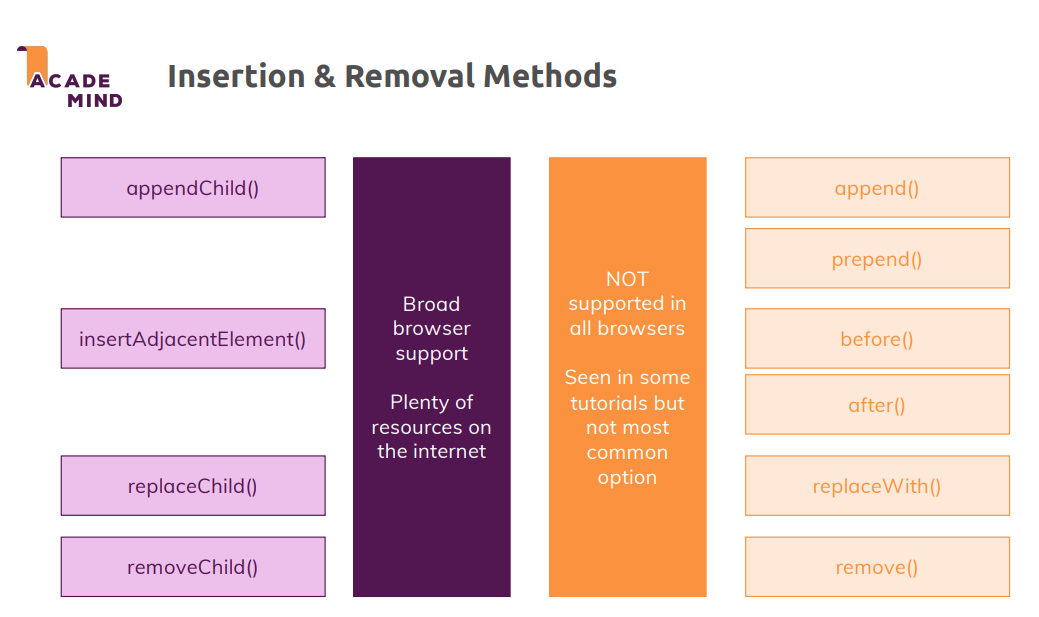 ACADE
MIND
Insertion & Removal Methods
appendChild()
insertAdjacentElement()
replaceChild()
removeChild()
Broad
browser
support
Plenty of
resources on
the internet
NOT
supported in
all browsers
Seen in some
tutorials but
not most
common
option
append()
prepend()
before()
after()
replaceWith()
remove()